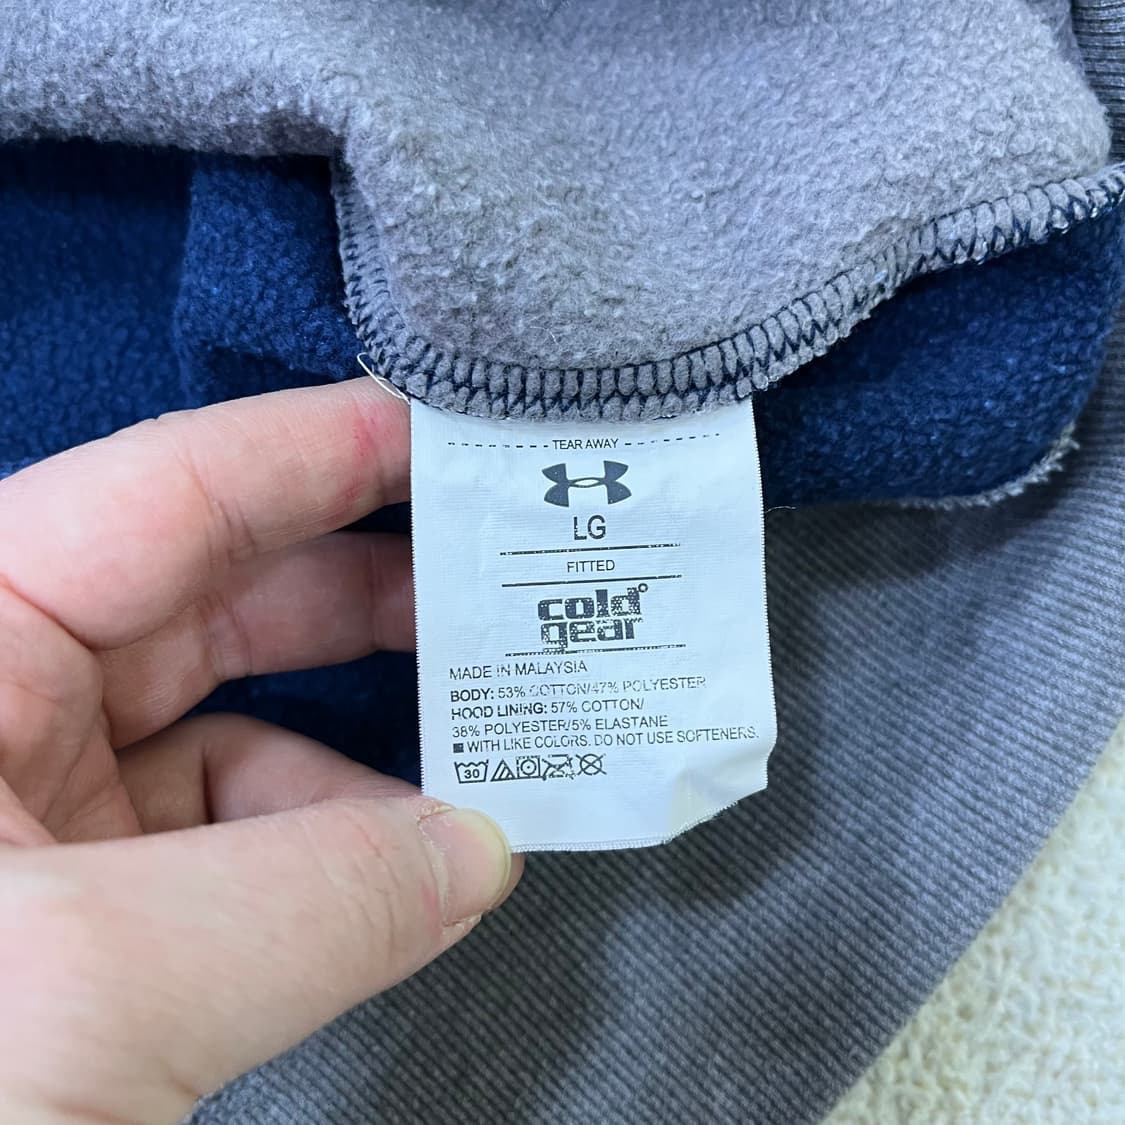 TEAR AWAY
LG
FITTED
cold°
gear
MADE IN MALAYSIA
BODY: 53% COTTON/47% POLYESTER
HOOD LINING: 57% COTTON/
38% POLYESTER/5% ELASTANE
WITH LIKE COLORS. DO NOT USE SOFTENERS.
30